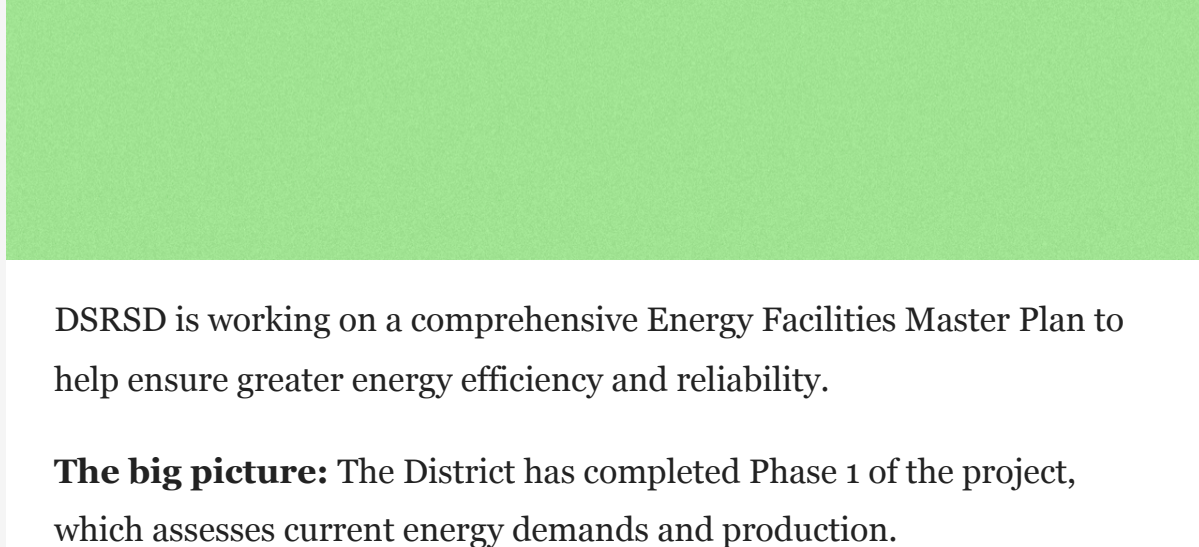 DSRSD is working on a comprehensive Energy Facilities Master Plan to
help ensure greater energy efficiency and reliability.
The big picture: The District has completed Phase 1 of the project,
which assesses current energy demands and production.